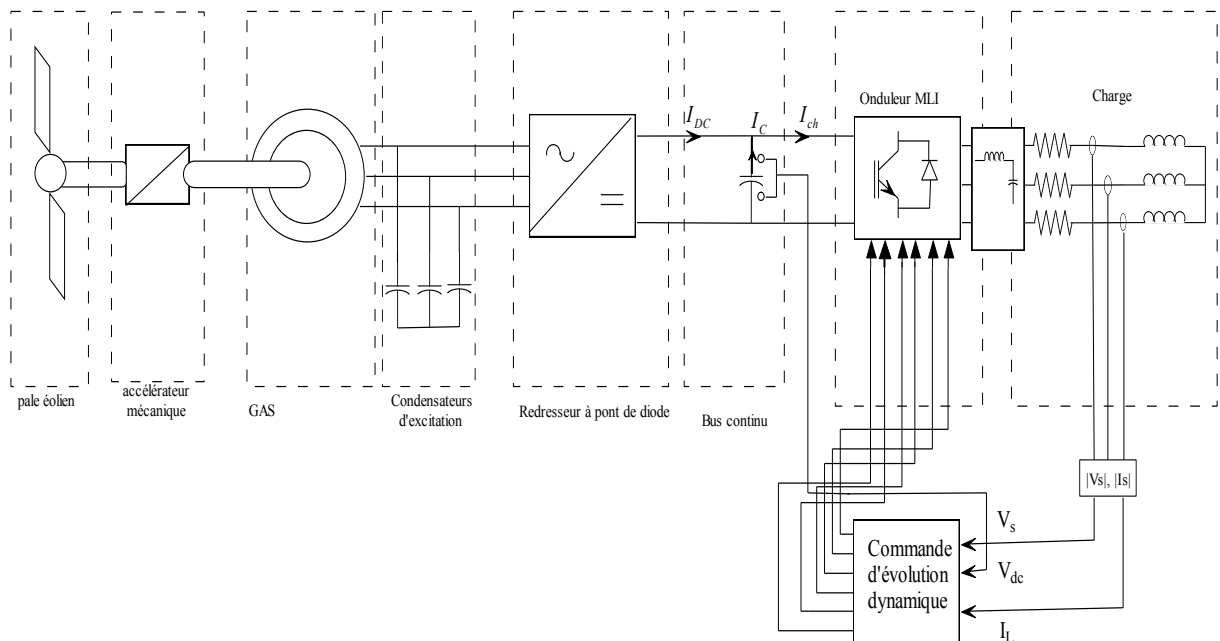 I_DC
I_C
I_ch
Onduleur MLI
Charge
pale éolien
accélérateur
mécanique
GAS
Condensateurs
d'excitation
Redresseur à pont de diode
Bus continu
|Vs|, |Is|
V_s
Commande
d'évolution
dynamique
V_dc
I_L